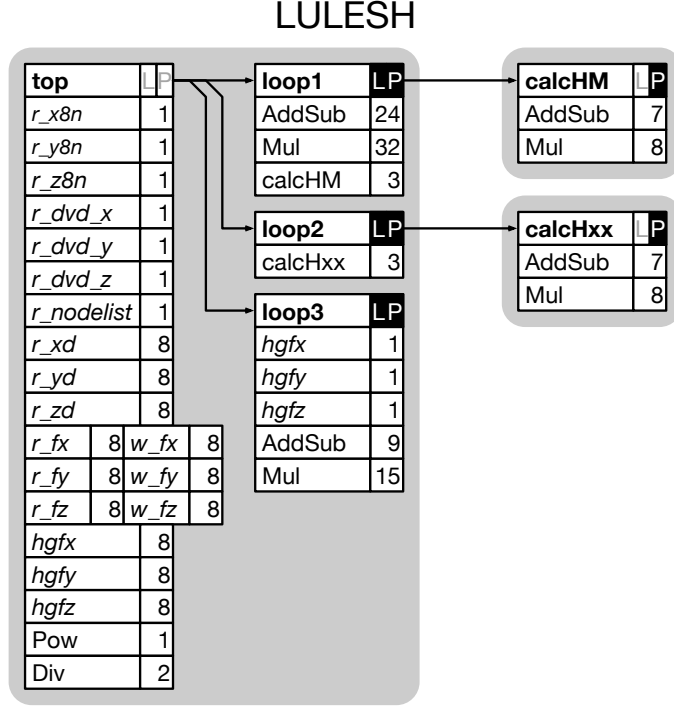 LULESH
top LP
r_x8n 1
r_y8n 1
r_z8n 1
r_dvd_x 1
r_dvd_y 1
r_dvd_z 1
r_nodelist 1
r_xd 8
r_yd 8
r_zd 8
r_fx 8 w_fx 8
r_fy 8 w_fy 8
r_fz 8 w_fz 8
hgfx 8
hgfy 8
hgfz 8
Pow 1
Div 2
loop1 LP
AddSub 24
Mul 32
calcHM 3
loop2 LP
calcHxx 3
loop3 LP
hgfx 1
hgfy 1
hgfz 1
AddSub 9
Mul 15
calcHM LP
AddSub 7
Mul 8
calcHxx LP
AddSub 7
Mul 8